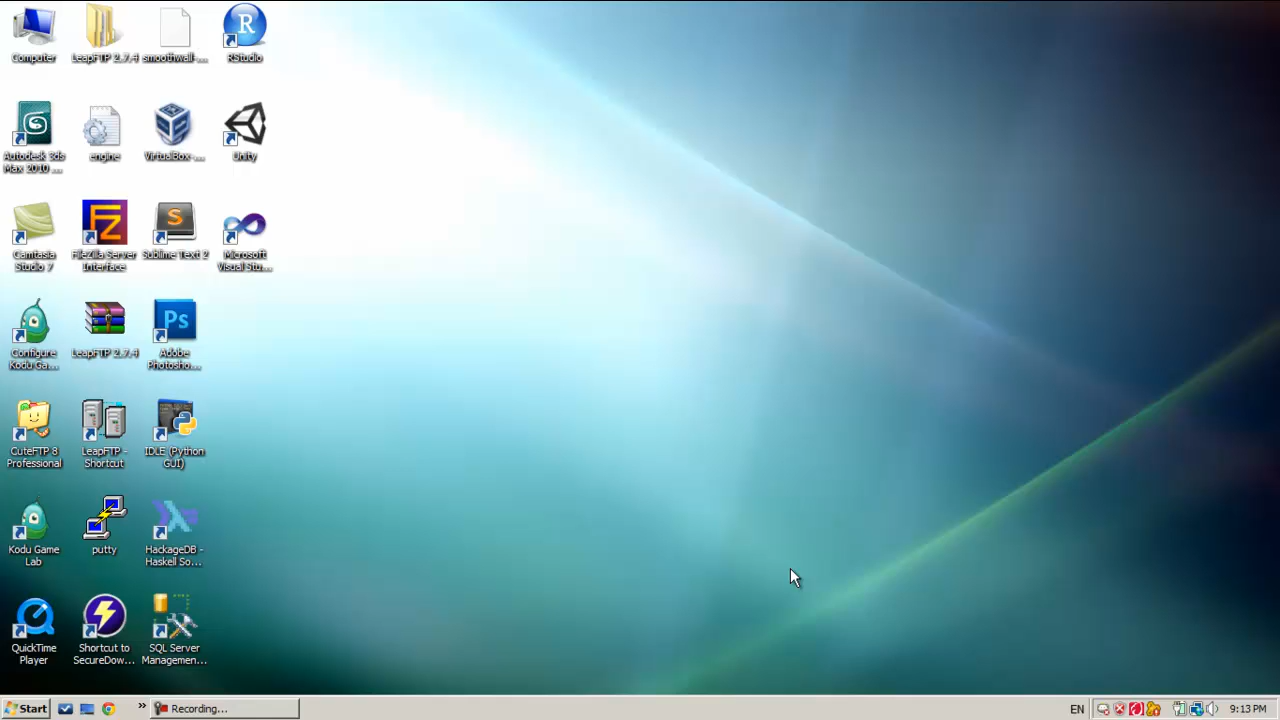 Computer
LeapFTP 2.7.4
smoothwall-...
RStudio
Autodesk 3ds
Max 2010 ...
engine
VirtualBox-...
Unity
Camtasia
Studio 7
FileZilla Server
Interface
Sublime Text 2
Microsoft
Visual Stu...
Configure
Kodu Ga...
LeapFTP 2.7.4
Adobe
Photosho...
CuteFTP 8
Professional
LeapFTP -
Shortcut
IDLE (Python
GUI)
Kodu Game
Lab
putty
HackageDB -
Haskell So...
QuickTime
Player
Shortcut to
SecureDow...
SQL Server
Managemen...
R
S
FZ
S
Ps
Start
»
Recording...
EN
9:13 PM